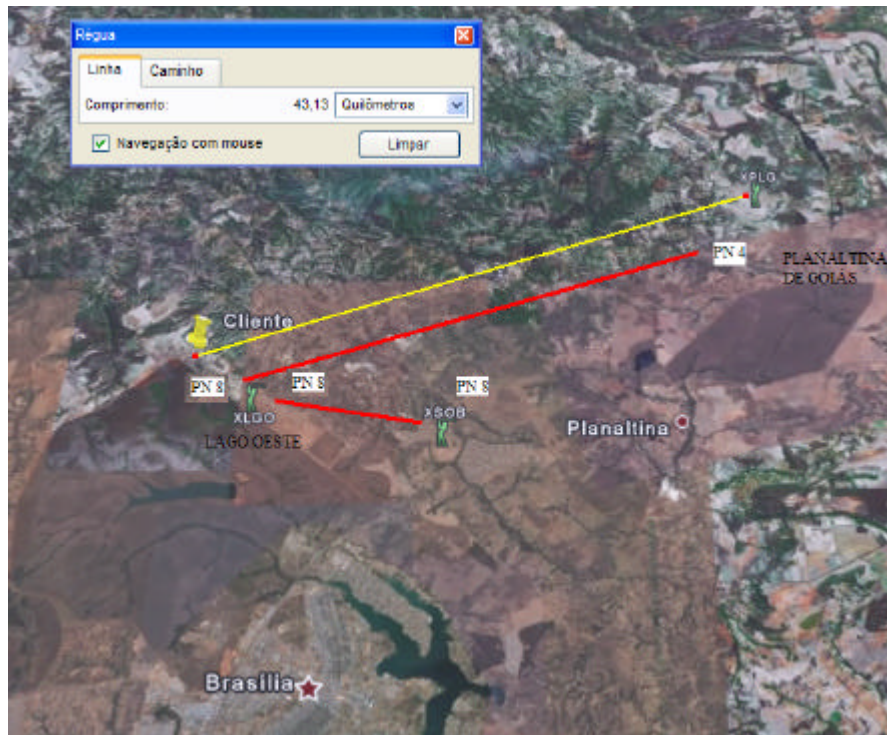 Régua
Linha
Caminho
Comprimento:
43,13
Quilômetros
Navegação com mouse
Limpar
XPLG
PN 4
PLANALTINA
DE GOIÁS
Cliente
PN 8
PN 8
PN 8
XLGO
XSOB
LAGO OESTE
Planaltina
Brasília